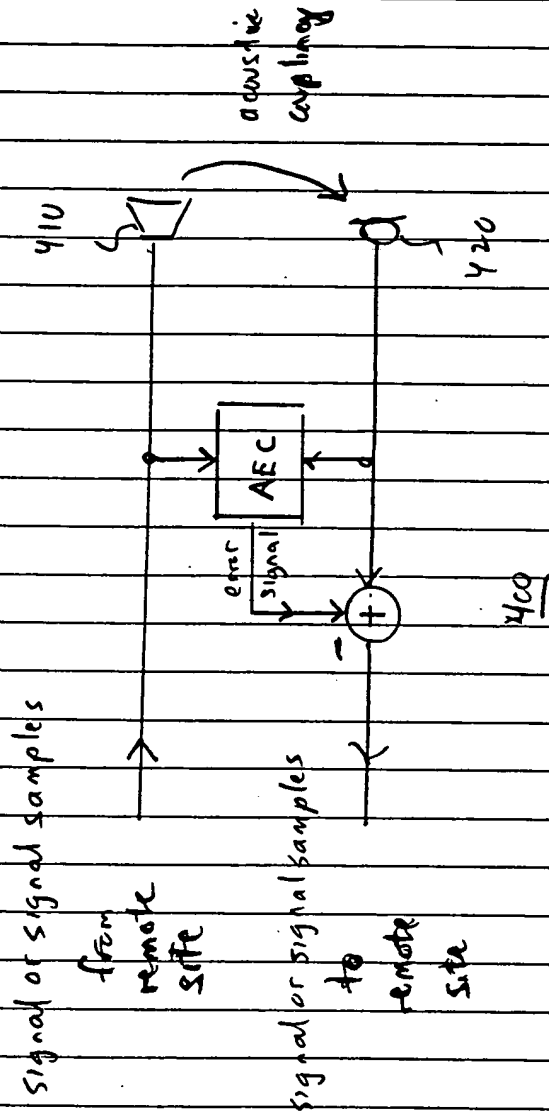 signal or signal samples
from
remote
site
410
acoustic
coupling
AEC
error
signal
+
-
420
signal or signal samples
to
remote
site
400